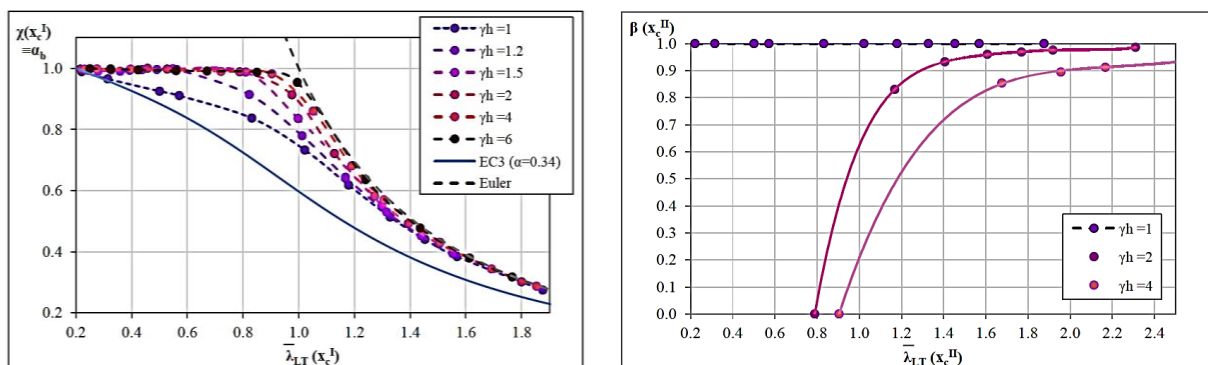 χ(x_c^I)
≡α_b
1.0
0.8
0.6
0.4
0.2
0.2 0.4 0.6 0.8 1.0 1.2 1.4 1.6 1.8
λ̅_LT (x_c^I)
γh =1
γh =1.2
γh =1.5
γh =2
γh =4
γh =6
EC3 (α=0.34)
Euler
β (x_c^II)
1.0
0.9
0.8
0.7
0.6
0.5
0.4
0.3
0.2
0.1
0.0
0.2 0.4 0.6 0.8 1.0 1.2 1.4 1.6 1.8 2.0 2.2 2.4
λ̅_LT (x_c^II)
γh =1
γh =2
γh =4